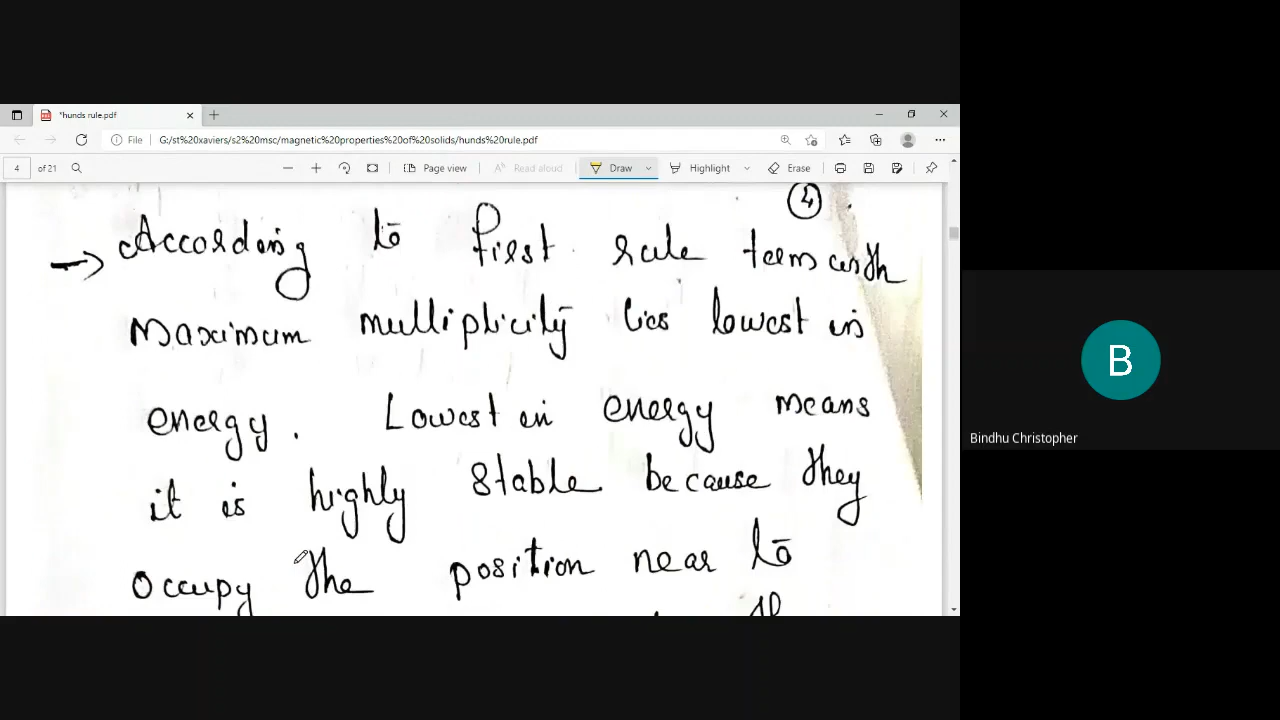 *hunds rule.pdf
File G:/st%20xaviers/s2%20msc/magnetic%20properties%20of%20solids/hunds%20rule.pdf
4 of 21 Page view Read aloud Draw Highlight Erase
4
According to first rule term with
Maximum multiplicity lies lowest in
energy. Lowest in energy means
it is highly stable because they
occupy the position near to
B
Bindhu Christopher